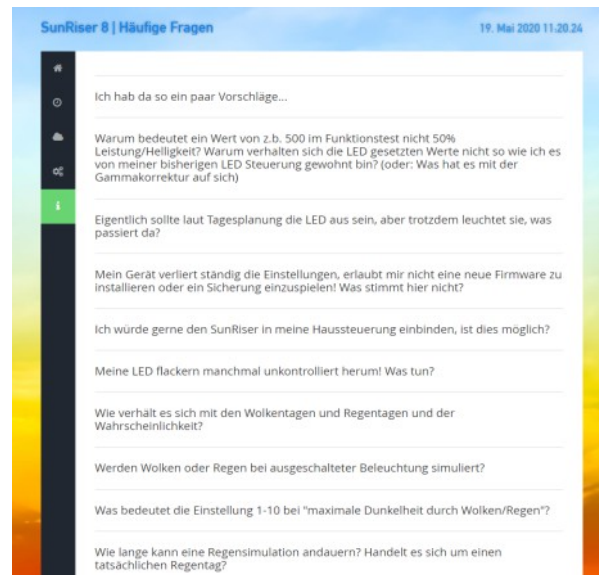 SunRiser 8 | Häufige Fragen
19. Mai 2020 11:20:24
Ich hab da so ein paar Vorschläge...
Warum bedeutet ein Wert von z.b. 500 im Funktionstest nicht 50%
Leistung/Helligkeit? Warum verhalten sich die LED gesetzten Werte nicht so wie ich es
von meiner bisherigen LED Steuerung gewohnt bin? (oder: Was hat es mit der
Gammakorrektur auf sich)
Eigentlich sollte laut Tagesplanung die LED aus sein, aber trotzdem leuchtet sie, was
passiert da?
Mein Gerät verliert ständig die Einstellungen, erlaubt mir nicht eine neue Firmware zu
installieren oder ein Sicherung einzuspielen! Was stimmt hier nicht?
Ich würde gerne den SunRiser in meine Haussteuerung einbinden, ist dies möglich?
Meine LED flackern manchmal unkontrolliert herum! Was tun?
Wie verhält es sich mit den Wolkentagen und Regentagen und der
Wahrscheinlichkeit?
Werden Wolken oder Regen bei ausgeschalteter Beleuchtung simuliert?
Was bedeutet die Einstellung 1-10 bei "maximale Dunkelheit durch Wolken/Regen"?
Wie lange kann eine Regensimulation andauern? Handelt es sich um einen
tatsächlichen Regentag?